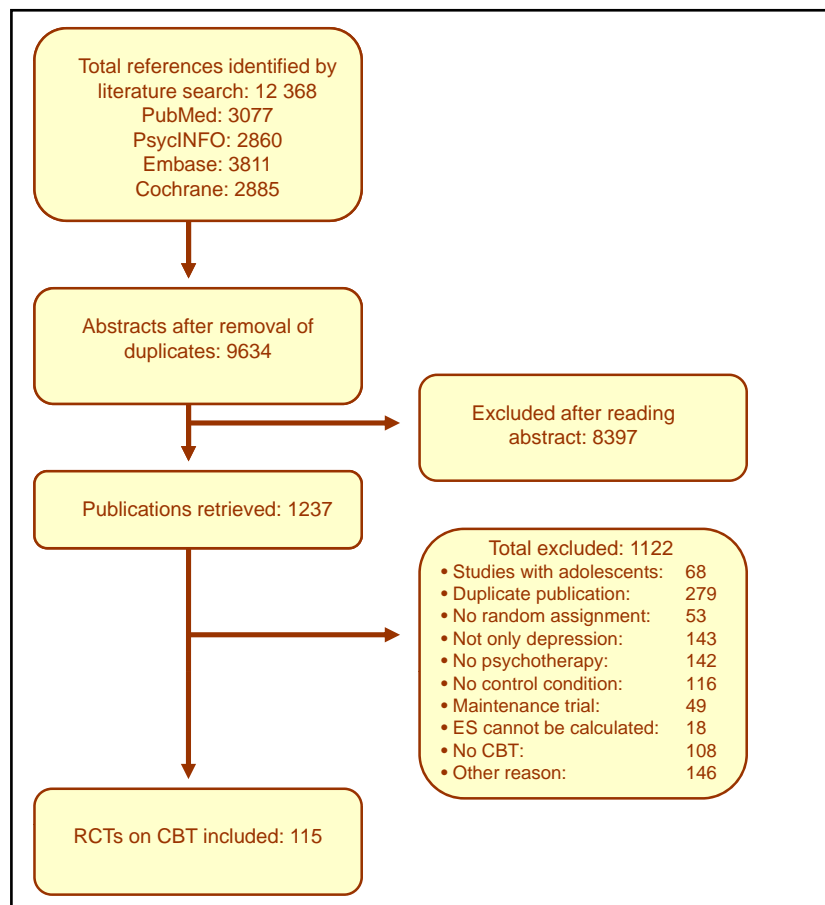 Total references identified by
literature search: 12 368
PubMed: 3077
PsycINFO: 2860
Embase: 3811
Cochrane: 2885
Abstracts after removal of
duplicates: 9634
Excluded after reading
abstract: 8397
Publications retrieved: 1237
Total excluded: 1122
• Studies with adolescents: 68
• Duplicate publication: 279
• No random assignment: 53
• Not only depression: 143
• No psychotherapy: 142
• No control condition: 116
• Maintenance trial: 49
• ES cannot be calculated: 18
• No CBT: 108
• Other reason: 146
RCTs on CBT included: 115